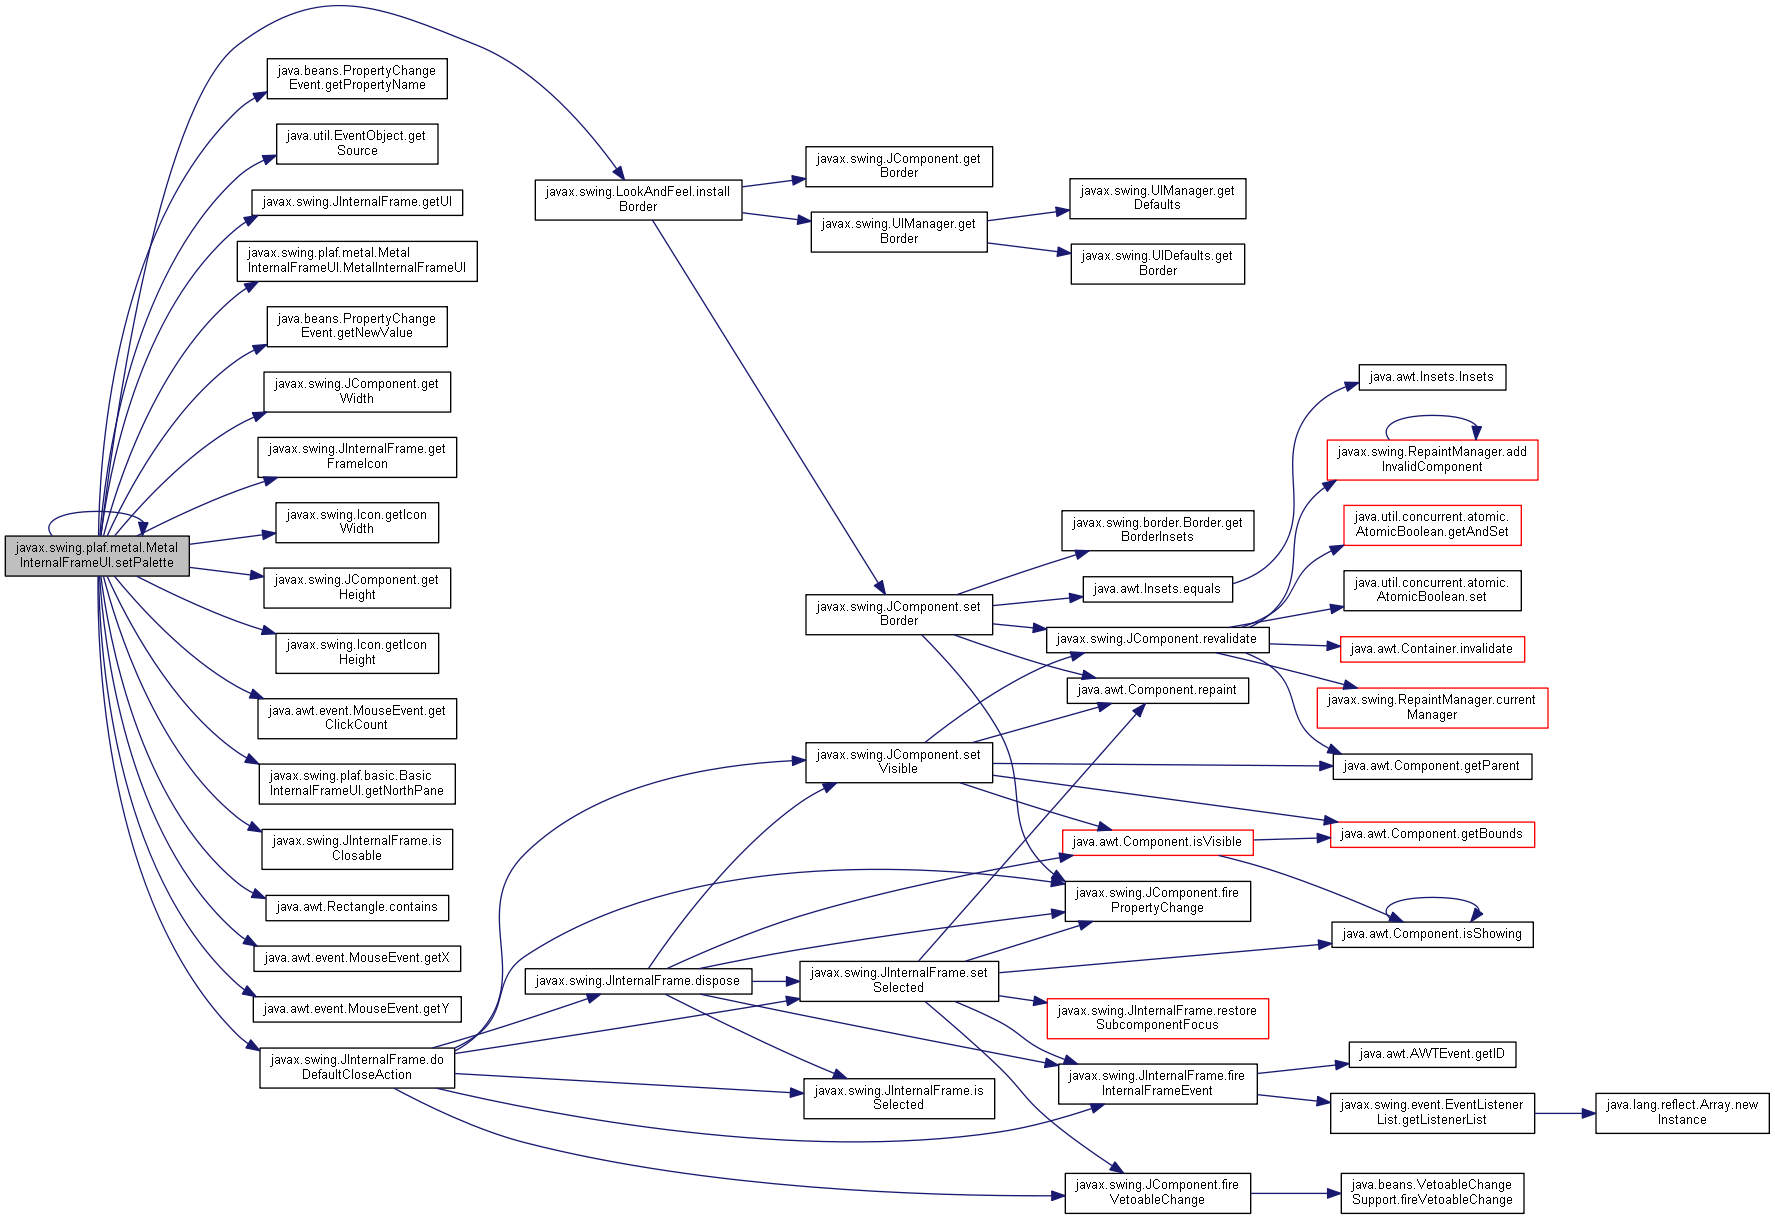 javax.swing.plaf.metal.Metal
InternalFrameUI.setPalette
java.beans.PropertyChange
Event.getPropertyName
java.util.EventObject.get
Source
javax.swing.JInternalFrame.getUI
javax.swing.plaf.metal.Metal
InternalFrameUI.MetalInternalFrameUI
java.beans.PropertyChange
Event.getNewValue
javax.swing.JComponent.get
Width
javax.swing.JInternalFrame.get
FrameIcon
javax.swing.Icon.getIcon
Width
javax.swing.JComponent.get
Height
javax.swing.Icon.getIcon
Height
java.awt.event.MouseEvent.get
ClickCount
javax.swing.plaf.basic.Basic
InternalFrameUI.getNorthPane
javax.swing.JInternalFrame.is
Closable
java.awt.Rectangle.contains
java.awt.event.MouseEvent.getX
java.awt.event.MouseEvent.getY
javax.swing.JInternalFrame.do
DefaultCloseAction
javax.swing.LookAndFeel.install
Border
javax.swing.JInternalFrame.dispose
javax.swing.JComponent.get
Border
javax.swing.UIManager.get
Border
javax.swing.JComponent.set
Border
javax.swing.JComponent.set
Visible
javax.swing.JInternalFrame.set
Selected
javax.swing.JInternalFrame.is
Selected
javax.swing.UIManager.get
Defaults
javax.swing.UIDefaults.get
Border
javax.swing.border.Border.get
BorderInsets
java.awt.Insets.equals
javax.swing.JComponent.revalidate
java.awt.Component.repaint
java.awt.Component.isVisible
javax.swing.JComponent.fire
PropertyChange
javax.swing.JInternalFrame.restore
SubcomponentFocus
javax.swing.JInternalFrame.fire
InternalFrameEvent
javax.swing.JComponent.fire
VetoableChange
java.awt.Insets.Insets
javax.swing.RepaintManager.add
InvalidComponent
java.util.concurrent.atomic.
AtomicBoolean.getAndSet
java.util.concurrent.atomic.
AtomicBoolean.set
java.awt.Container.invalidate
javax.swing.RepaintManager.current
Manager
java.awt.Component.getParent
java.awt.Component.getBounds
java.awt.Component.isShowing
java.awt.AWTEvent.getID
javax.swing.event.EventListener
List.getListenerList
java.beans.VetoableChange
Support.fireVetoableChange
java.lang.reflect.Array.new
Instance